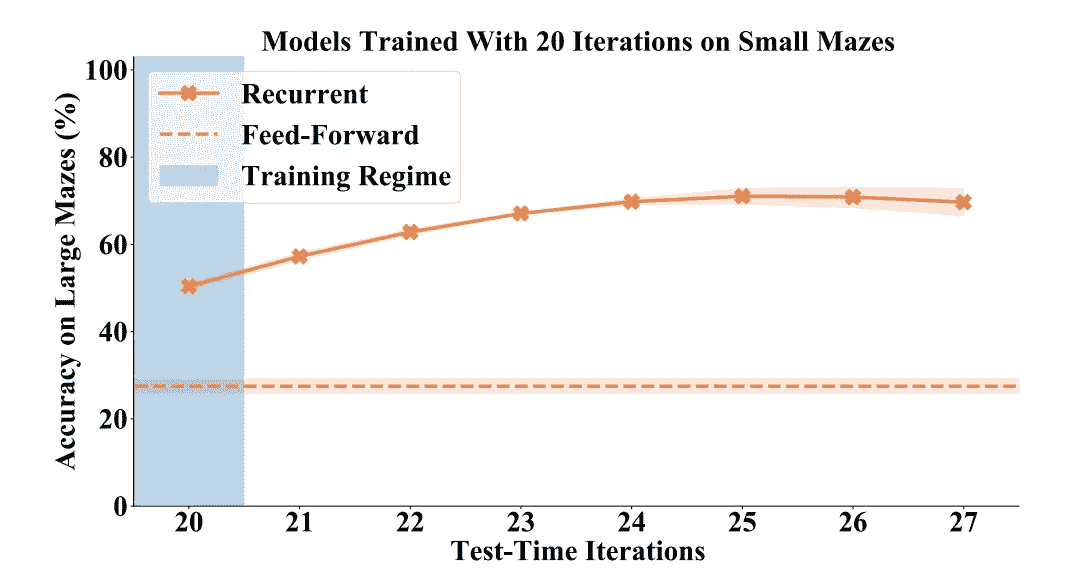 Models Trained With 20 Iterations on Small Mazes
Accuracy on Large Mazes (%)
100
80
60
40
20
0
Recurrent
Feed-Forward
Training Regime
20 21 22 23 24 25 26 27
Test-Time Iterations